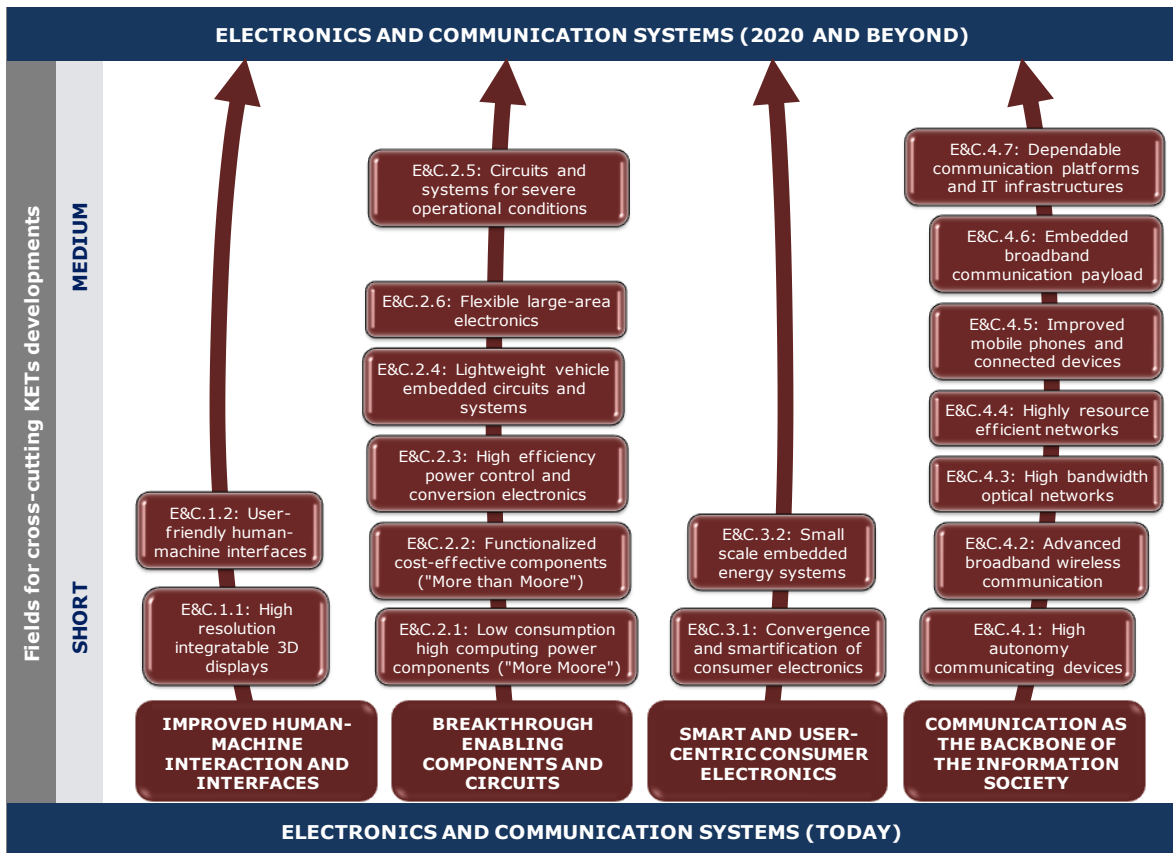 ELECTRONICS AND COMMUNICATION SYSTEMS (2020 AND BEYOND)
Fields for cross-cutting KETs developments
MEDIUM
SHORT
E&C.1.2: User-
friendly human-
machine interfaces
E&C.1.1: High
resolution
integratable 3D
displays
IMPROVED HUMAN-
MACHINE
INTERACTION AND
INTERFACES
E&C.2.5: Circuits and
systems for severe
operational conditions
E&C.2.6: Flexible large-area
electronics
E&C.2.4: Lightweight vehicle
embedded circuits and
systems
E&C.2.3: High efficiency
power control and
conversion electronics
E&C.2.2: Functionalized
cost-effective components
("More than Moore")
E&C.2.1: Low consumption
high computing power
components ("More Moore")
BREAKTHROUGH
ENABLING
COMPONENTS AND
CIRCUITS
E&C.3.2: Small
scale embedded
energy systems
E&C.3.1: Convergence
and smartification of
consumer electronics
SMART AND USER-
CENTRIC CONSUMER
ELECTRONICS
E&C.4.7: Dependable
communication platforms
and IT infrastructures
E&C.4.6: Embedded
broadband
communication payload
E&C.4.5: Improved
mobile phones and
connected devices
E&C.4.4: Highly resource
efficient networks
E&C.4.3: High bandwidth
optical networks
E&C.4.2: Advanced
broadband wireless
communication
E&C.4.1: High
autonomy
communicating devices
COMMUNICATION AS
THE BACKBONE OF
THE INFORMATION
SOCIETY
ELECTRONICS AND COMMUNICATION SYSTEMS (TODAY)